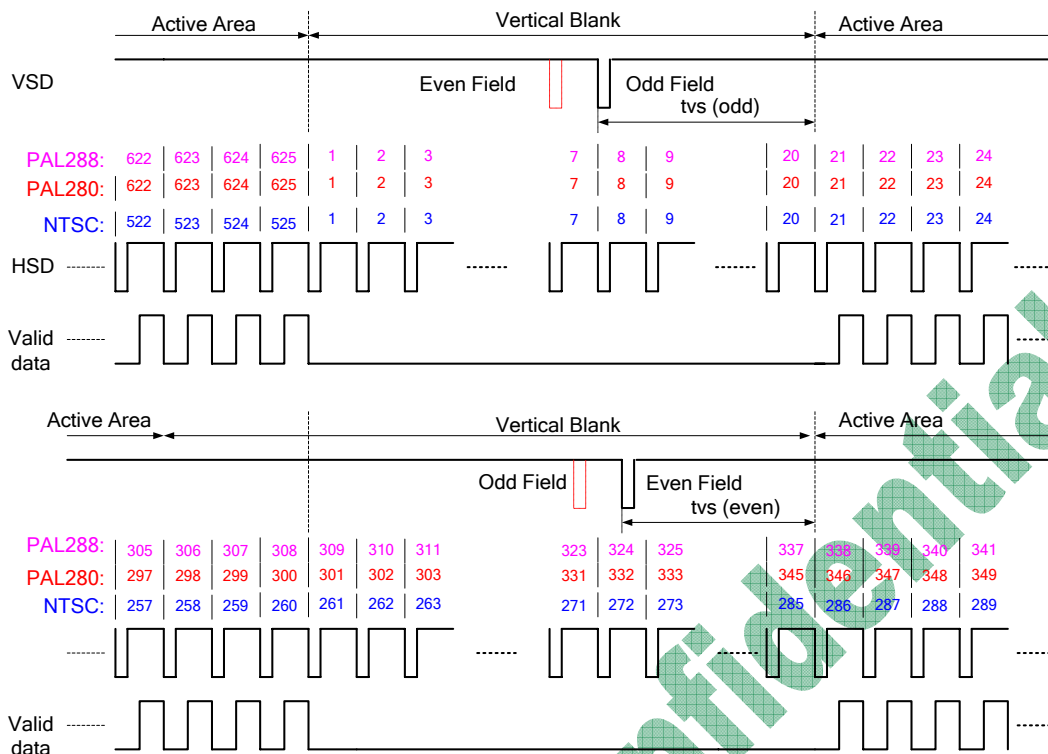 Active Area Vertical Blank Active Area
VSD Even Field Odd Field
tvs (odd)
PAL288: 622 623 624 625 1 2 3 7 8 9 20 21 22 23 24
PAL280: 622 623 624 625 1 2 3 7 8 9 20 21 22 23 24
NTSC: 522 523 524 525 1 2 3 7 8 9 20 21 22 23 24
HSD
Valid
data
Active Area Vertical Blank Active Area
Odd Field Even Field
tvs (even)
PAL288: 305 306 307 308 309 310 311 323 324 325 337 338 339 340 341
PAL280: 297 298 299 300 301 302 303 331 332 333 345 346 347 348 349
NTSC: 257 258 259 260 261 262 263 271 272 273 285 286 287 288 289
Valid
data
nfidential